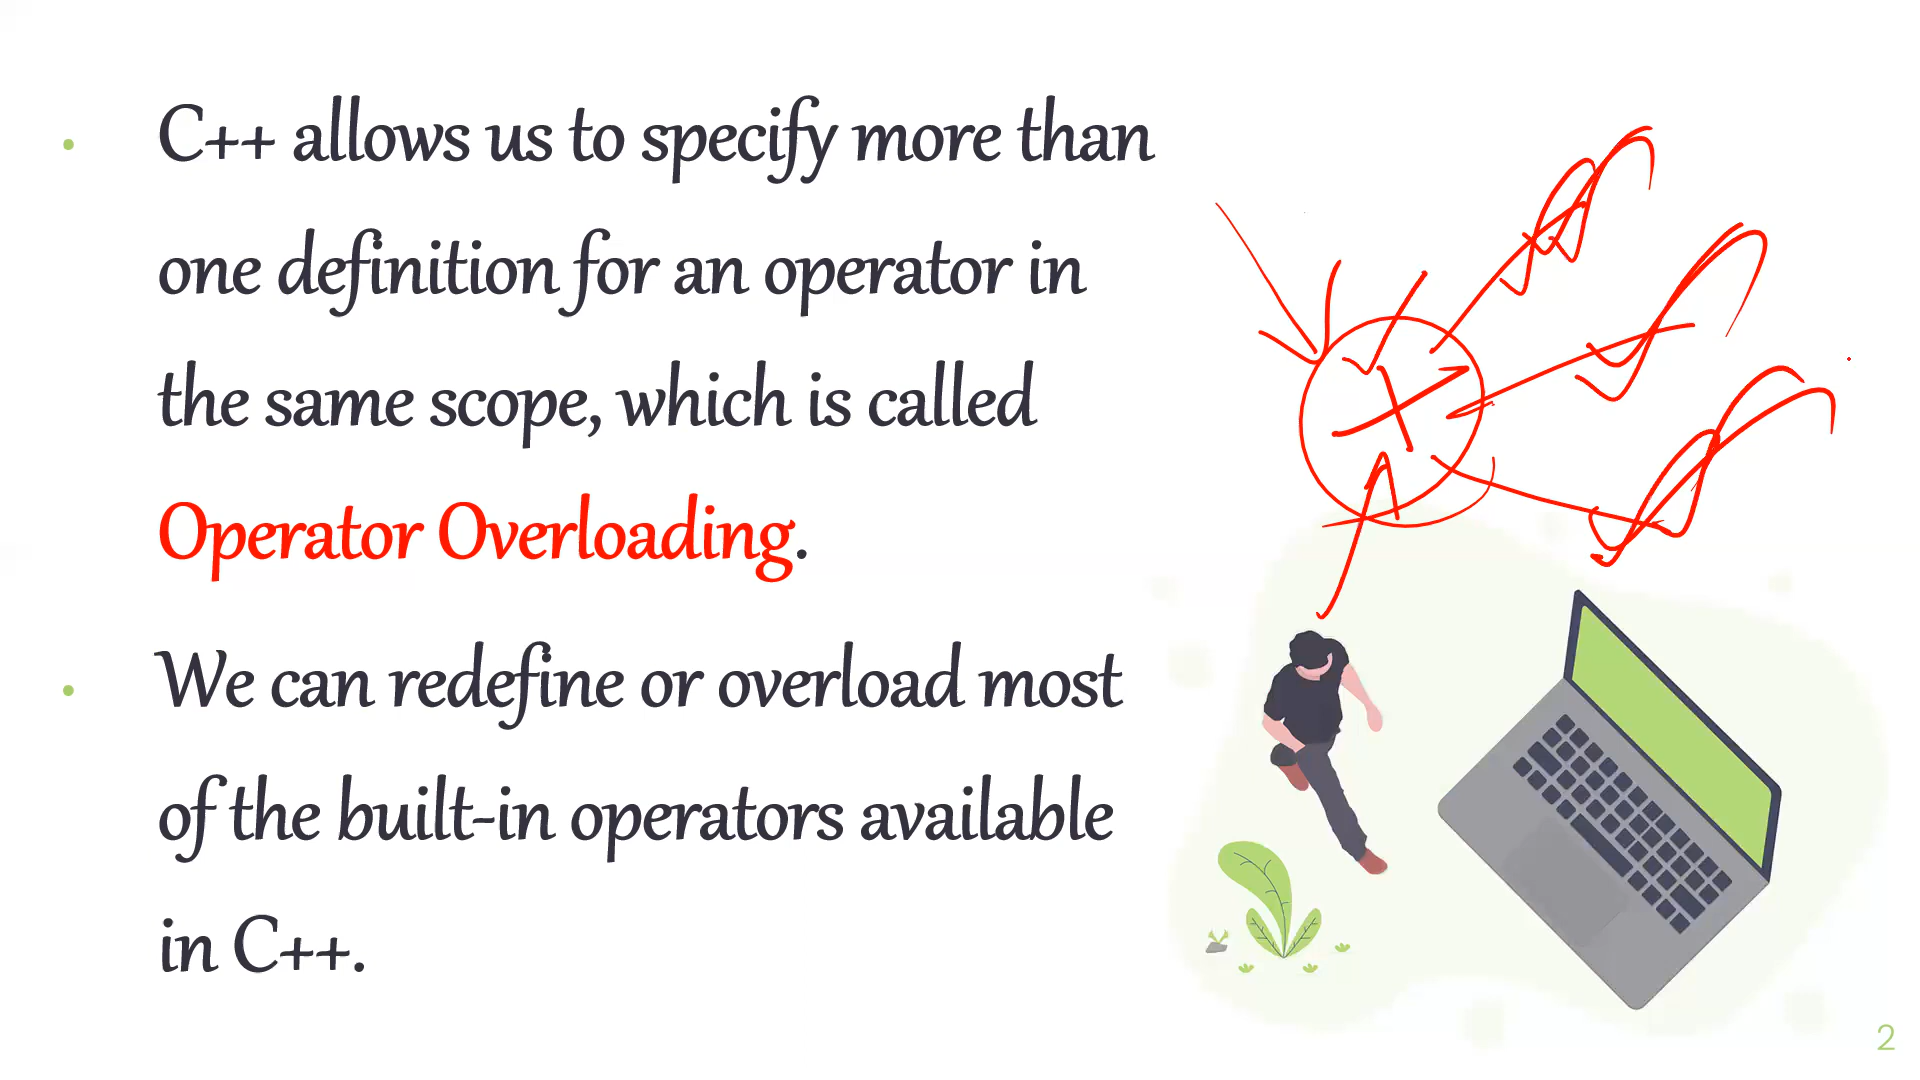 C++ allows us to specify more than
one definition for an operator in
the same scope, which is called
Operator Overloading.
We can redefine or overload most
of the built-in operators available
in C++.
2